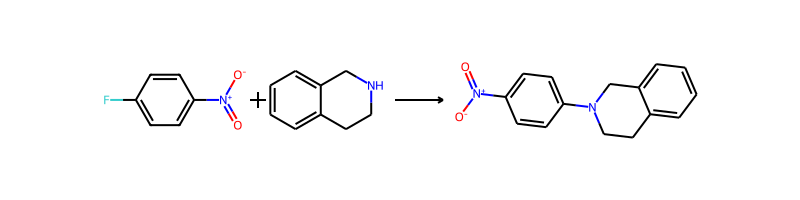 F N+ O- O + NH
O N+ O- N